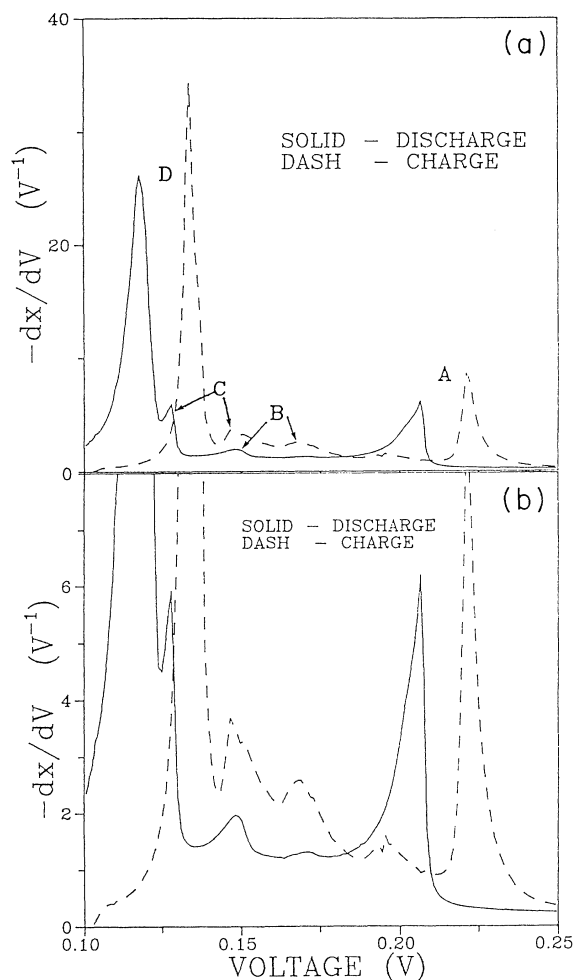 40
(a)
SOLID – DISCHARGE
DASH – CHARGE
D
−dx/dV (V⁻¹)
20
A
C
B
0
(b)
SOLID – DISCHARGE
DASH – CHARGE
6
−dx/dV (V⁻¹)
4
2
0
0.10 0.15 0.20 0.25
VOLTAGE (V)